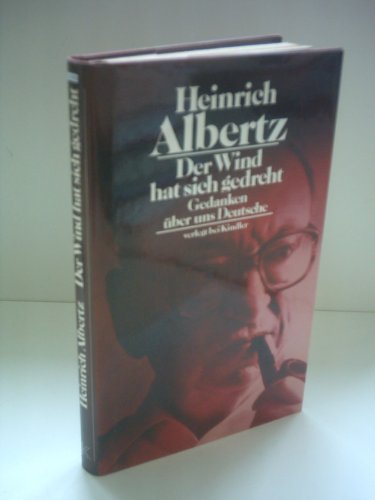 Heinrich
Albertz
Der Wind
hat sich gedreht
Gedanken
über uns Deutsche
verlegt bei Kindler
Heinrich Albertz Der Wind hat sich gedreht
K